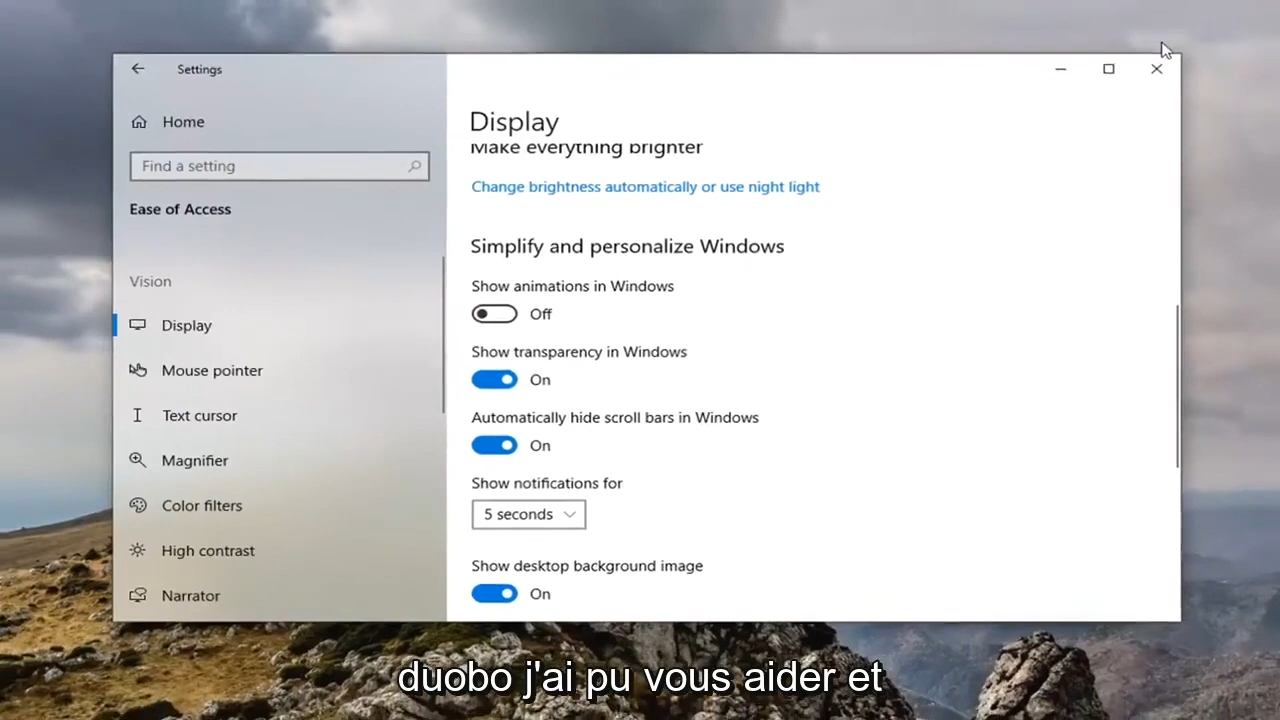 Settings
Home
Find a setting
Ease of Access
Vision
Display
Mouse pointer
Text cursor
Magnifier
Color filters
High contrast
Narrator
Display
Make everything brighter
Change brightness automatically or use night light
Simplify and personalize Windows
Show animations in Windows
Off
Show transparency in Windows
On
Automatically hide scroll bars in Windows
On
Show notifications for
5 seconds
Show desktop background image
On
duobo j'ai pu vous aider et